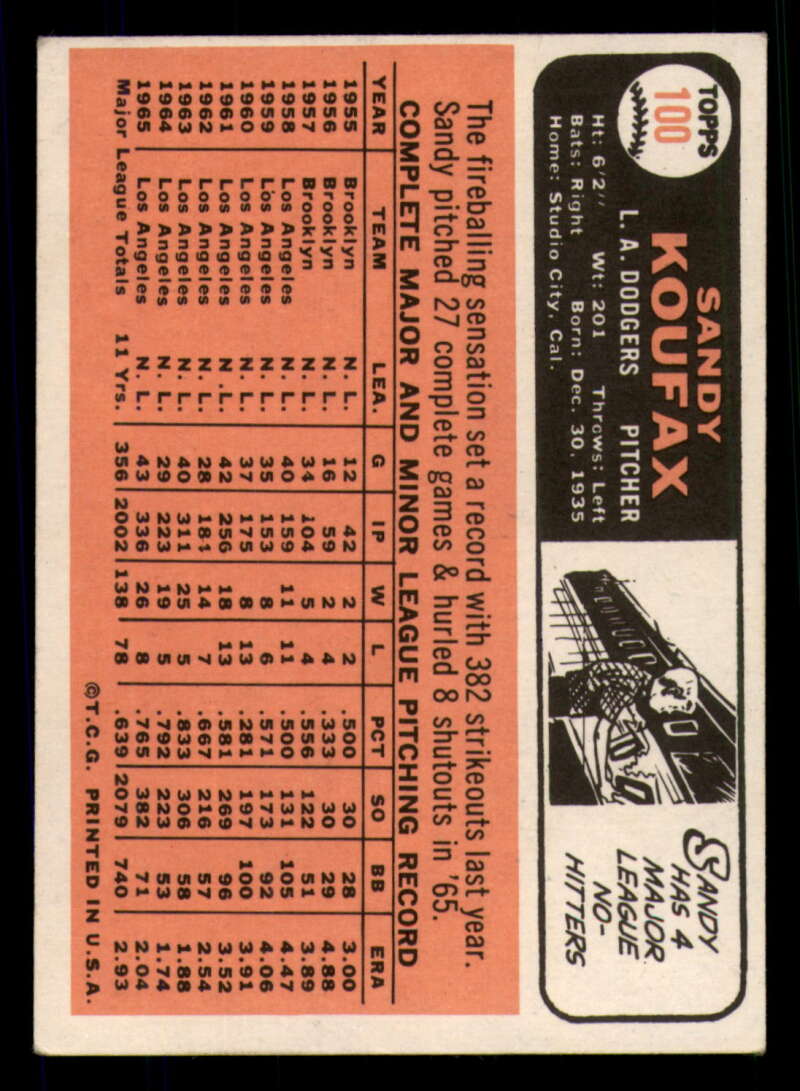 TOPPS
100
SANDY
KOUFAX
L. A. DODGERS PITCHER
Ht: 6'2" Wt: 201 Throws: Left
Bats: Right Born: Dec. 30, 1935
Home: Studio City, Cal.
SANDY
HAS 4
MAJOR
LEAGUE
NO-
HITTERS
The fireballing sensation set a record with 382 strikeouts last year.
Sandy pitched 27 complete games & hurled 8 shutouts in '65.
COMPLETE MAJOR AND MINOR LEAGUE PITCHING RECORD
YEAR TEAM LEA. G IP W L PCT SO BB ERA
1955 Brooklyn N. L. 12 42 2 2 .500 30 28 3.00
1956 Brooklyn N. L. 16 59 2 4 .333 30 29 4.88
1957 Brooklyn N. L. 34 104 5 4 .556 122 51 3.89
1958 Los Angeles N. L. 40 159 11 11 .500 131 105 4.47
1959 Los Angeles N. L. 35 153 8 6 .571 173 92 4.06
1960 Los Angeles N. L. 37 175 8 13 .281 197 100 3.91
1961 Los Angeles N. L. 42 256 18 13 .581 269 96 3.52
1962 Los Angeles N. L. 28 184 14 7 .667 216 57 2.54
1963 Los Angeles N. L. 40 311 25 5 .833 306 58 1.88
1964 Los Angeles N. L. 29 223 19 5 .792 223 53 1.74
1965 Los Angeles N. L. 43 336 26 8 .765 382 71 2.04
Major League Totals 11 Yrs. 356 2002 138 78 .639 2079 740 2.93
©T.C.G. PRINTED IN U.S.A.